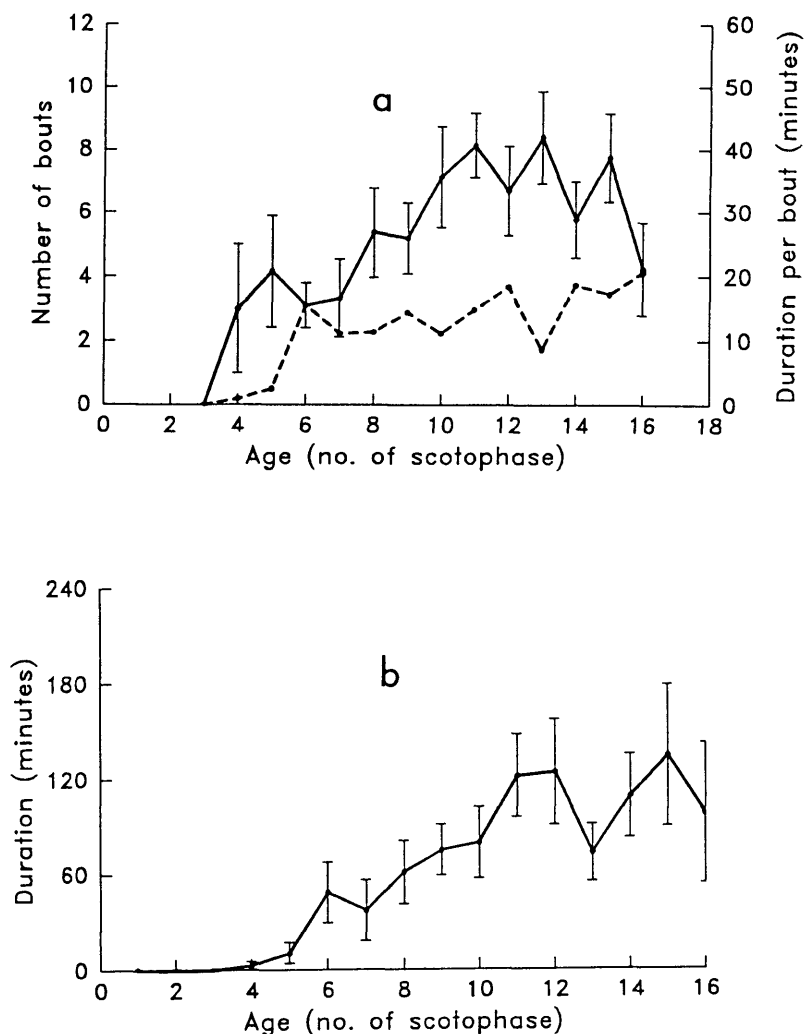 12
10
8
6
4
2
0
Number of bouts
a
60
50
40
30
20
10
0
Duration per bout (minutes)
0 2 4 6 8 10 12 14 16 18
Age (no. of scotophase)
240
180
120
60
0
Duration (minutes)
b
0 2 4 6 8 10 12 14 16
Age (no. of scotophase)